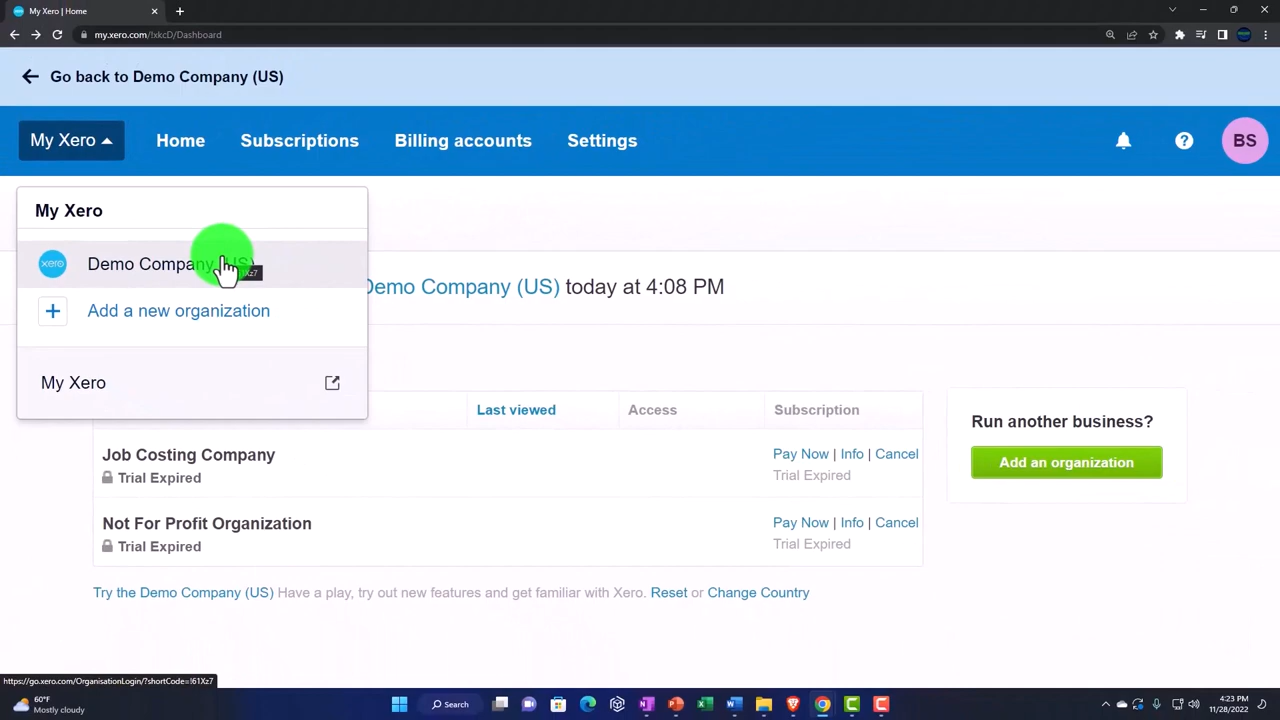 My Xero | Home
my.xero.com/!xkcD/Dashboard
Go back to Demo Company (US)
My Xero
Home
Subscriptions
Billing accounts
Settings
BS
My Xero
xero
Demo Company (US)
Add a new organization
My Xero
Demo Company (US) today at 4:08 PM
Last viewed
Access
Subscription
Job Costing Company
Trial Expired
Pay Now | Info | Cancel
Trial Expired
Not For Profit Organization
Trial Expired
Pay Now | Info | Cancel
Trial Expired
Run another business?
Add an organization
Try the Demo Company (US) Have a play, try out new features and get familiar with Xero. Reset or Change Country
https://go.xero.com/OrganisationLogin/?shortCode=!61Xz7
60°F
Mostly cloudy
Search
4:23 PM
11/28/2022